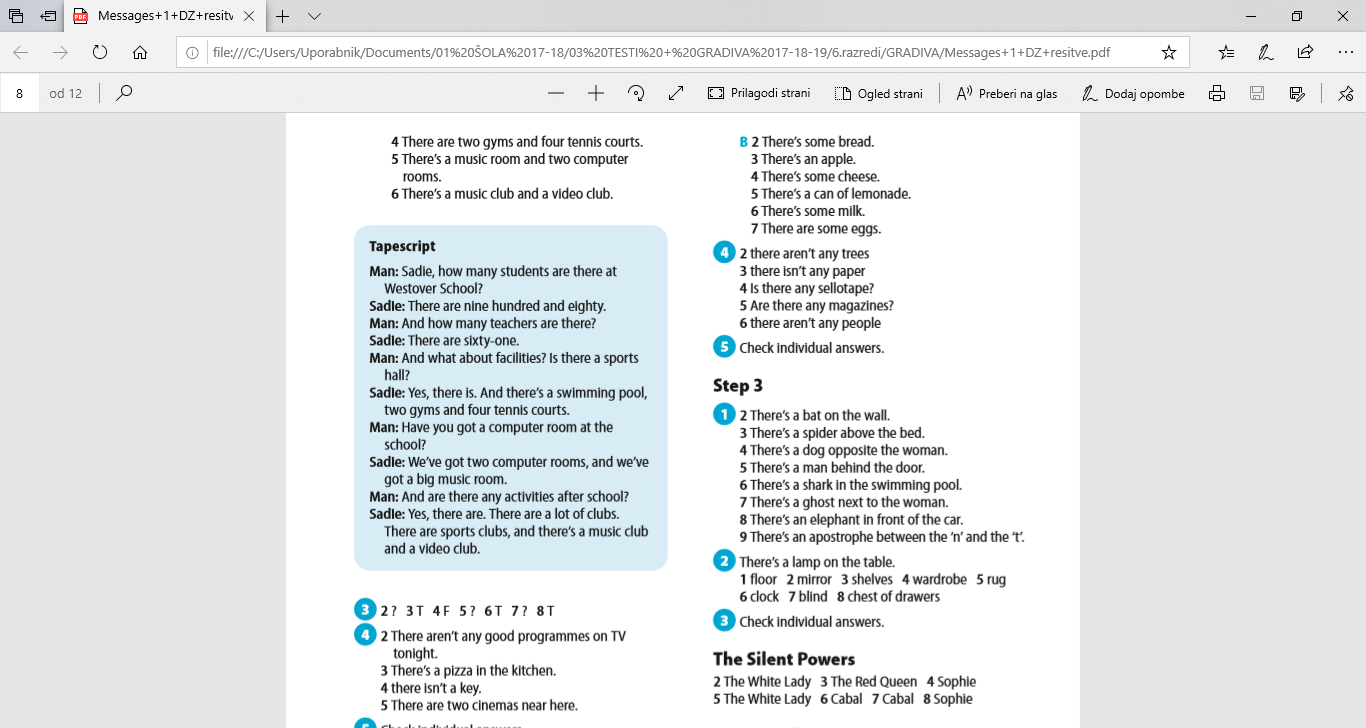 Messages+1+DZ+resitv
file:///C:/Users/Uporabnik/Documents/01%20ŠOLA%2017-18/03%20TESTI%20+%20GRADIVA%2017-18-19/6.razredi/GRADIVA/Messages+1+DZ+resitve.pdf
8 od 12 Prilagodi strani Ogled strani Preberi na glas Dodaj opombe
4 There are two gyms and four tennis courts.
5 There's a music room and two computer
rooms.
6 There's a music club and a video club.
Tapescript
Man: Sadie, how many students are there at
Westover School?
Sadie: There are nine hundred and eighty.
Man: And how many teachers are there?
Sadie: There are sixty-one.
Man: And what about facilities? Is there a sports
hall?
Sadie: Yes, there is. And there's a swimming pool,
two gyms and four tennis courts.
Man: Have you got a computer room at the
school?
Sadie: We've got two computer rooms, and we've
got a big music room.
Man: And are there any activities after school?
Sadie: Yes, there are. There are a lot of clubs.
There are sports clubs, and there's a music club
and a video club.
3 2 ? 3 T 4 F 5 ? 6 T 7 ? 8 T
4 2 There aren't any good programmes on TV
tonight.
3 There's a pizza in the kitchen.
4 there isn't a key.
5 There are two cinemas near here.
5 Check individual answers.
B 2 There's some bread.
3 There's an apple.
4 There's some cheese.
5 There's a can of lemonade.
6 There's some milk.
7 There are some eggs.
4 2 there aren't any trees
3 there isn't any paper
4 Is there any sellotape?
5 Are there any magazines?
6 there aren't any people
5 Check individual answers.
Step 3
1 2 There's a bat on the wall.
3 There's a spider above the bed.
4 There's a dog opposite the woman.
5 There's a man behind the door.
6 There's a shark in the swimming pool.
7 There's a ghost next to the woman.
8 There's an elephant in front of the car.
9 There's an apostrophe between the 'n' and the 't'.
2 There's a lamp on the table.
1 floor 2 mirror 3 shelves 4 wardrobe 5 rug
6 clock 7 blind 8 chest of drawers
3 Check individual answers.
The Silent Powers
2 The White Lady 3 The Red Queen 4 Sophie
5 The White Lady 6 Cabal 7 Cabal 8 Sophie